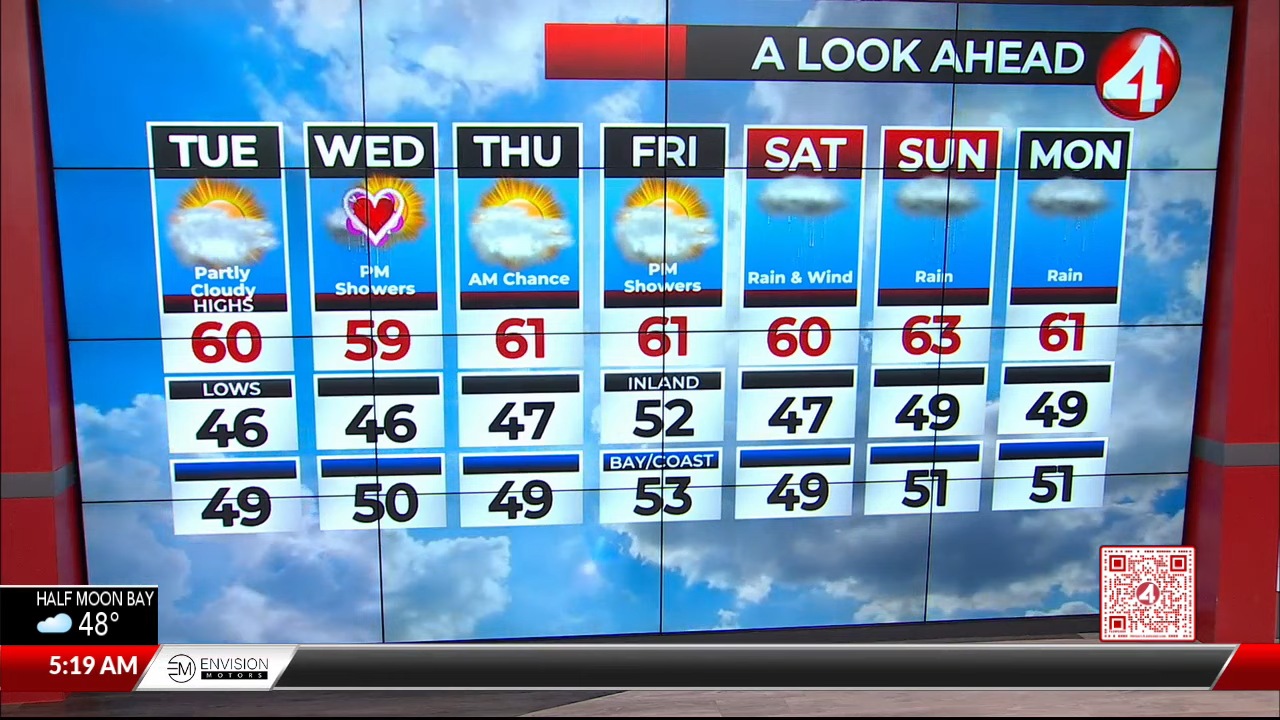 A LOOK AHEAD
4
TUE WED THU FRI SAT SUN MON
Partly Cloudy
PM Showers
AM Chance
PM Showers
Rain & Wind
Rain
Rain
HIGHS
60 59 61 61 60 63 61
LOWS
INLAND
46 46 47 52 47 49 49
BAY/COAST
49 50 49 53 49 51 51
4
HALF MOON BAY
48°
5:19 AM
EM ENVISION
MOTORS